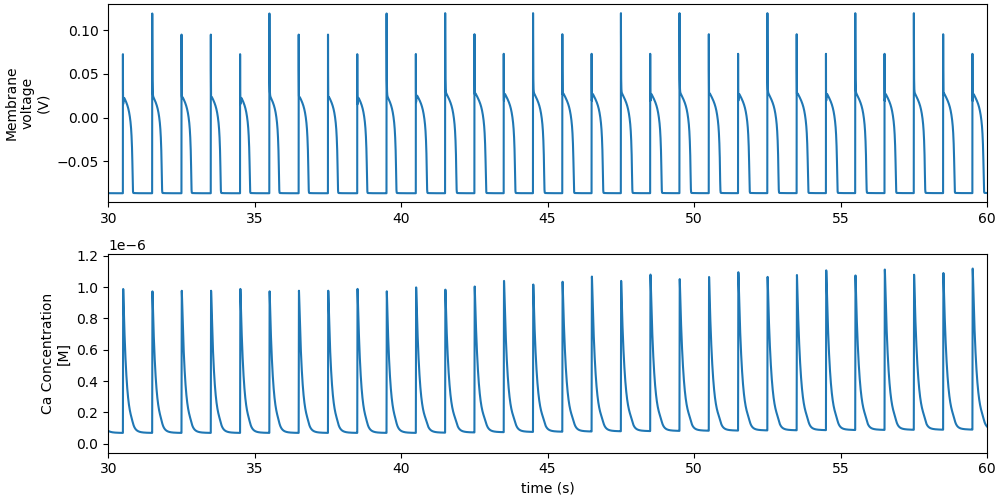 Membrane
voltage
(V)
0.10
0.05
0.00
−0.05
30 35 40 45 50 55 60
1e−6
Ca Concentration
[M]
1.2
1.0
0.8
0.6
0.4
0.2
0.0
30 35 40 45 50 55 60
time (s)